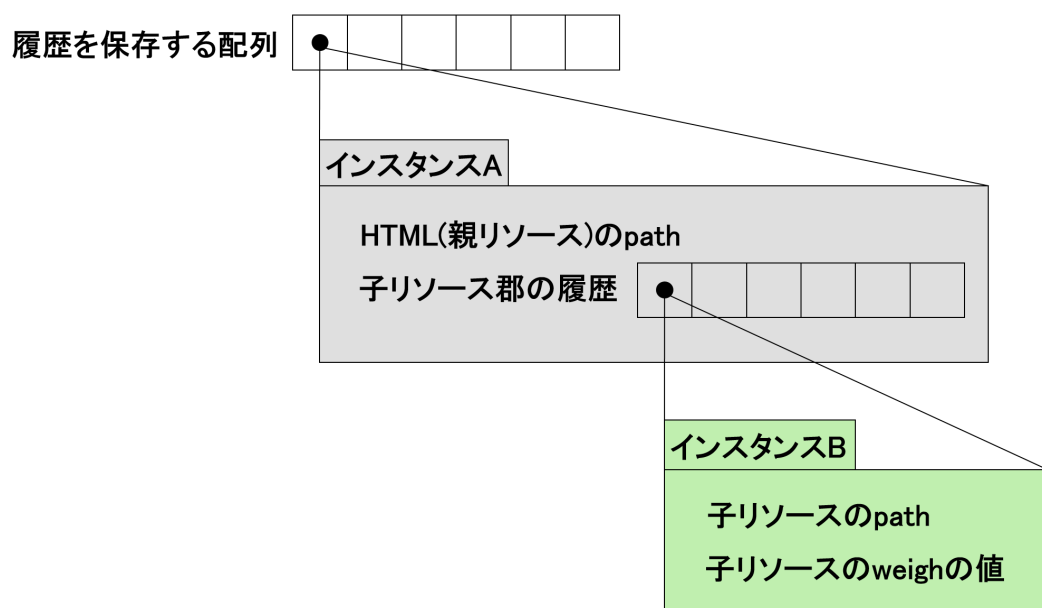 履歴を保存する配列
インスタンスA
HTML(親リソース)のpath
子リソース郡の履歴
インスタンスB
子リソースのpath
子リソースのweighの値